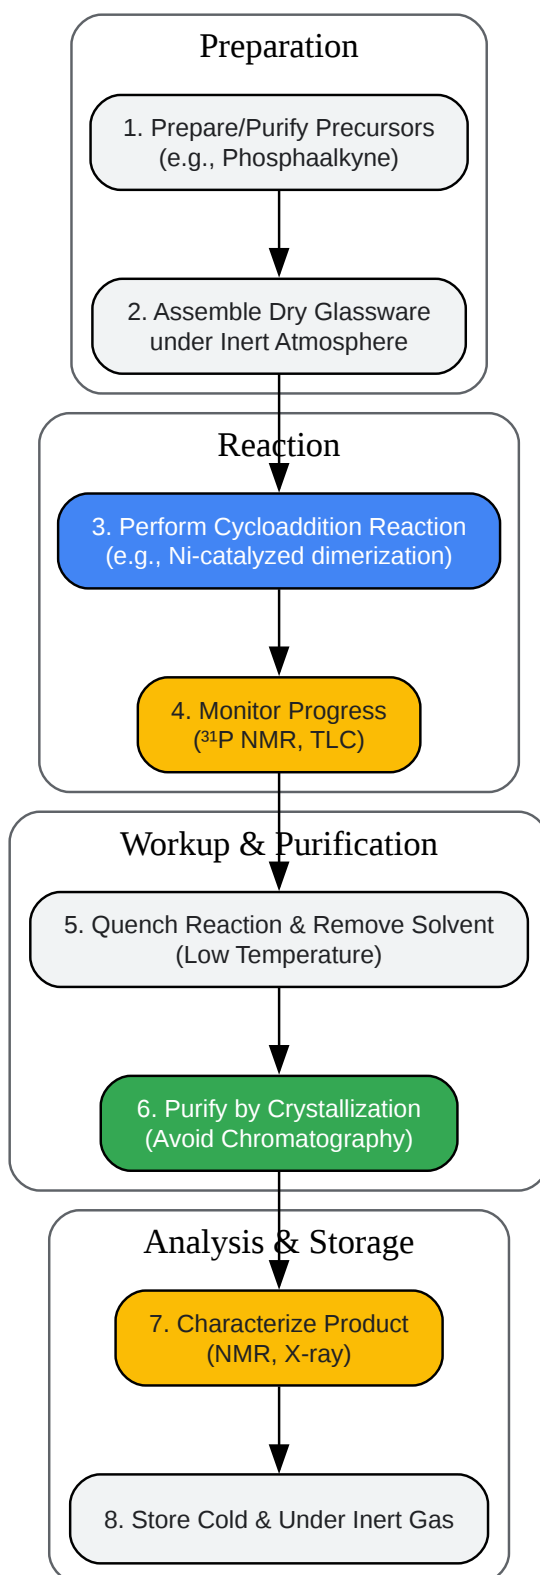 Preparation
1. Prepare/Purify Precursors
(e.g., Phosphaalkyne)
2. Assemble Dry Glassware
under Inert Atmosphere
Reaction
3. Perform Cycloaddition Reaction
(e.g., Ni-catalyzed dimerization)
4. Monitor Progress
(³¹P NMR, TLC)
Workup & Purification
5. Quench Reaction & Remove Solvent
(Low Temperature)
6. Purify by Crystallization
(Avoid Chromatography)
Analysis & Storage
7. Characterize Product
(NMR, X-ray)
8. Store Cold & Under Inert Gas